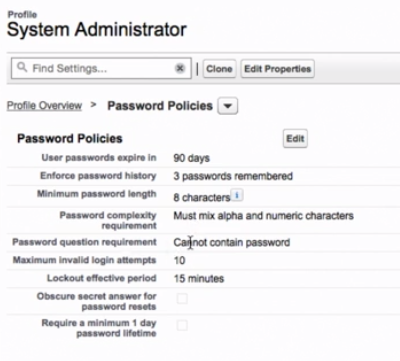 Profile
System Administrator
Find Settings... | Clone Edit Properties
Profile Overview > Password Policies
Password Policies Edit
User passwords expire in 90 days
Enforce password history 3 passwords remembered
Minimum password length 8 characters i
Password complexity requirement Must mix alpha and numeric characters
Password question requirement Cannot contain password
Maximum invalid login attempts 10
Lockout effective period 15 minutes
Obscure secret answer for
password resets
Require a minimum 1 day
password lifetime